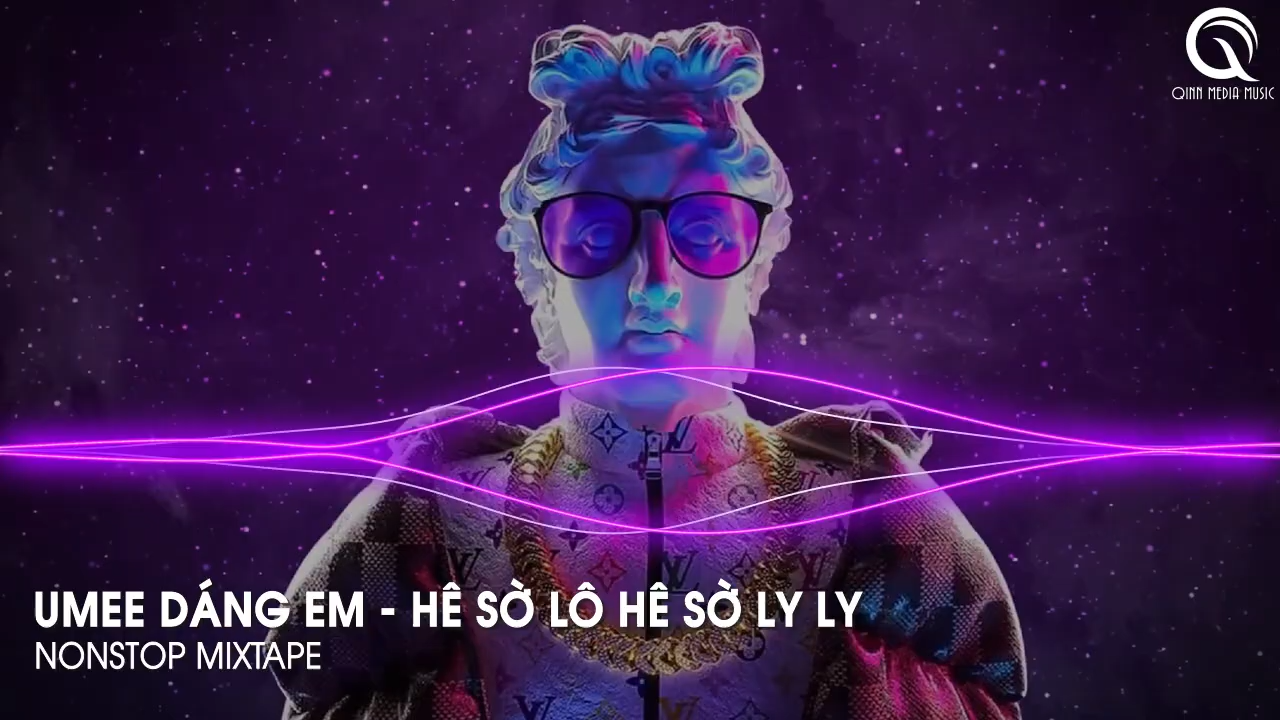 QINN MEDIA MUSIC
UMEE DÁNG EM - HÊ SỜ LÔ HÊ SỜ LY LY
NONSTOP MIXTAPE